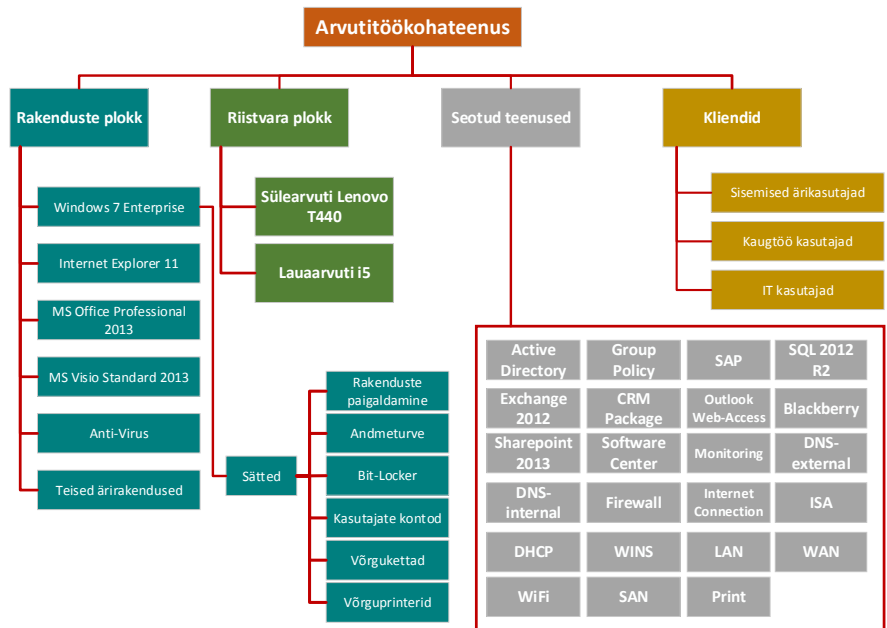 Arvutitöökohateenus
Rakenduste plokk
Riistvara plokk
Seotud teenused
Kliendid
Windows 7 Enterprise
Internet Explorer 11
MS Office Professional
2013
MS Visio Standard 2013
Anti-Virus
Teised ärirakendused
Sülearvuti Lenovo
T440
Lauaarvuti i5
Sisemised ärikasutajad
Kaugtöö kasutajad
IT kasutajad
Sätted
Rakenduste
paigaldamine
Andmeturve
Bit-Locker
Kasutajate kontod
Võrgukettad
Võrguprinterid
Active
Directory
Group
Policy
SAP
SQL 2012
R2
Exchange
2012
CRM
Package
Outlook
Web-Access
Blackberry
Sharepoint
2013
Software
Center
Monitoring
DNS-
external
DNS-
internal
Firewall
Internet
Connection
ISA
DHCP
WINS
LAN
WAN
WiFi
SAN
Print